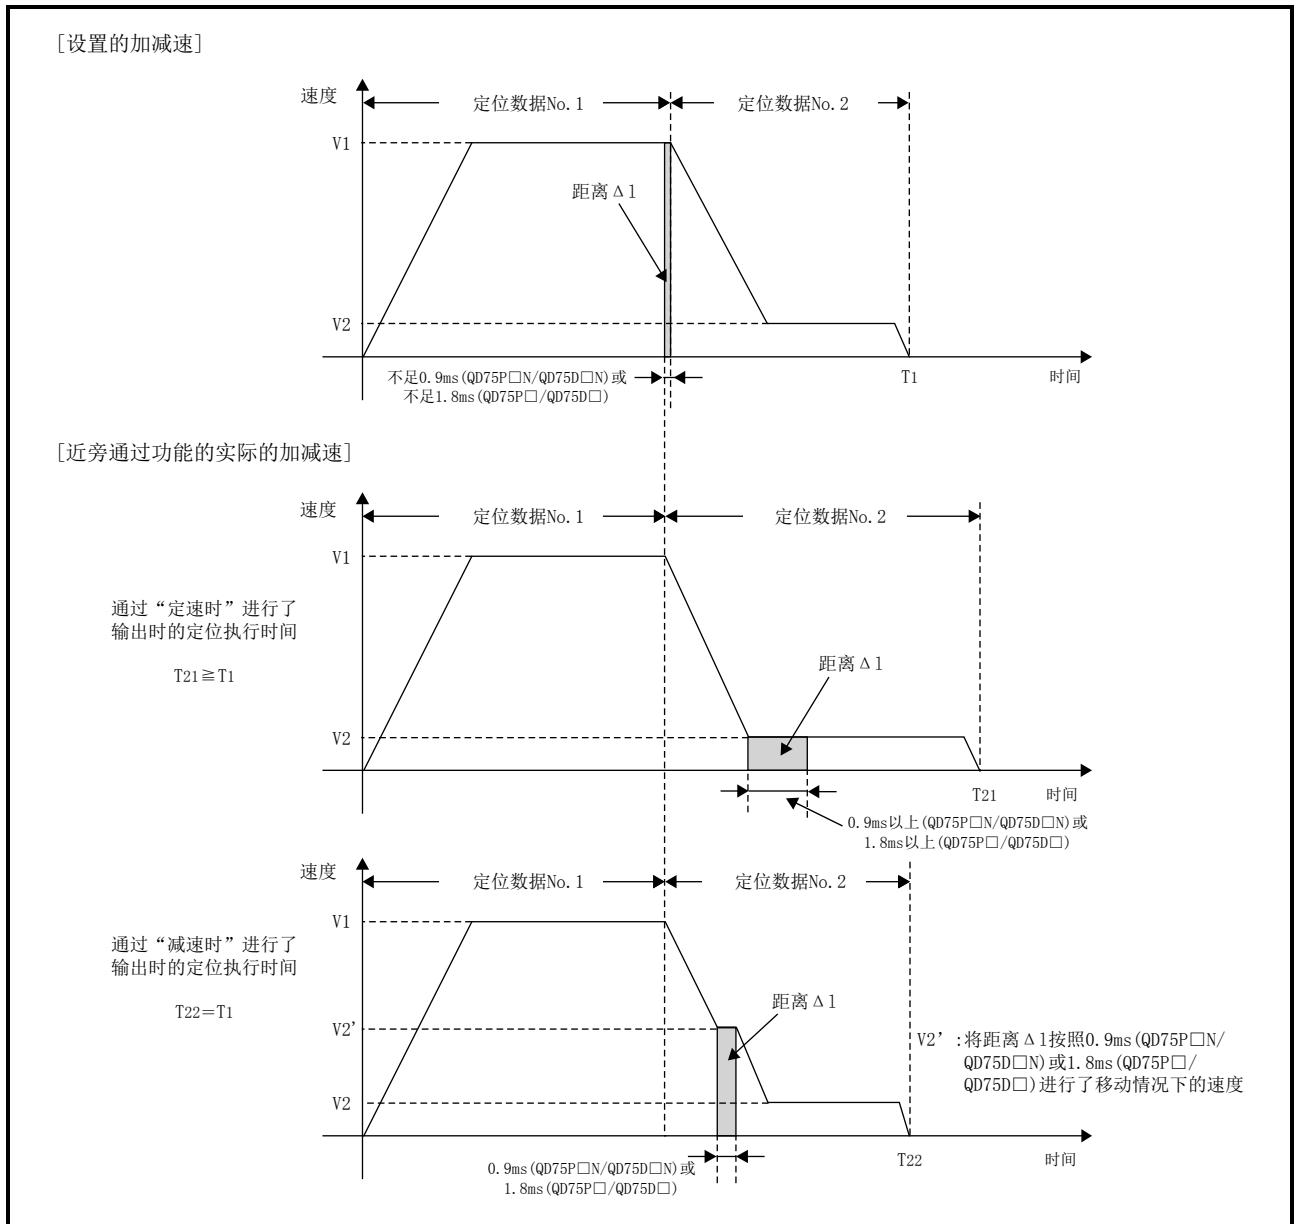 [设置的加减速]
速度
定位数据No.1
定位数据No.2
V1
距离Δl
V2
不足0.9ms(QD75P□N/QD75D□N)或
不足1.8ms(QD75P□/QD75D□)
T1
时间
[近旁通过功能的实际的加减速]
速度
定位数据No.1
定位数据No.2
V1
通过“定速时”进行了
输出时的定位执行时间
T21≧T1
距离Δl
V2
T21
时间
0.9ms以上(QD75P□N/QD75D□N)或
1.8ms以上(QD75P□/QD75D□)
速度
定位数据No.1
定位数据No.2
V1
通过“减速时”进行了
输出时的定位执行时间
T22=T1
距离Δl
V2'
V2':将距离Δl按照0.9ms(QD75P□N/
QD75D□N)或1.8ms(QD75P□/
QD75D□)进行了移动情况下的速度
V2
T22
时间
0.9ms(QD75P□N/QD75D□N)或
1.8ms(QD75P□/QD75D□)